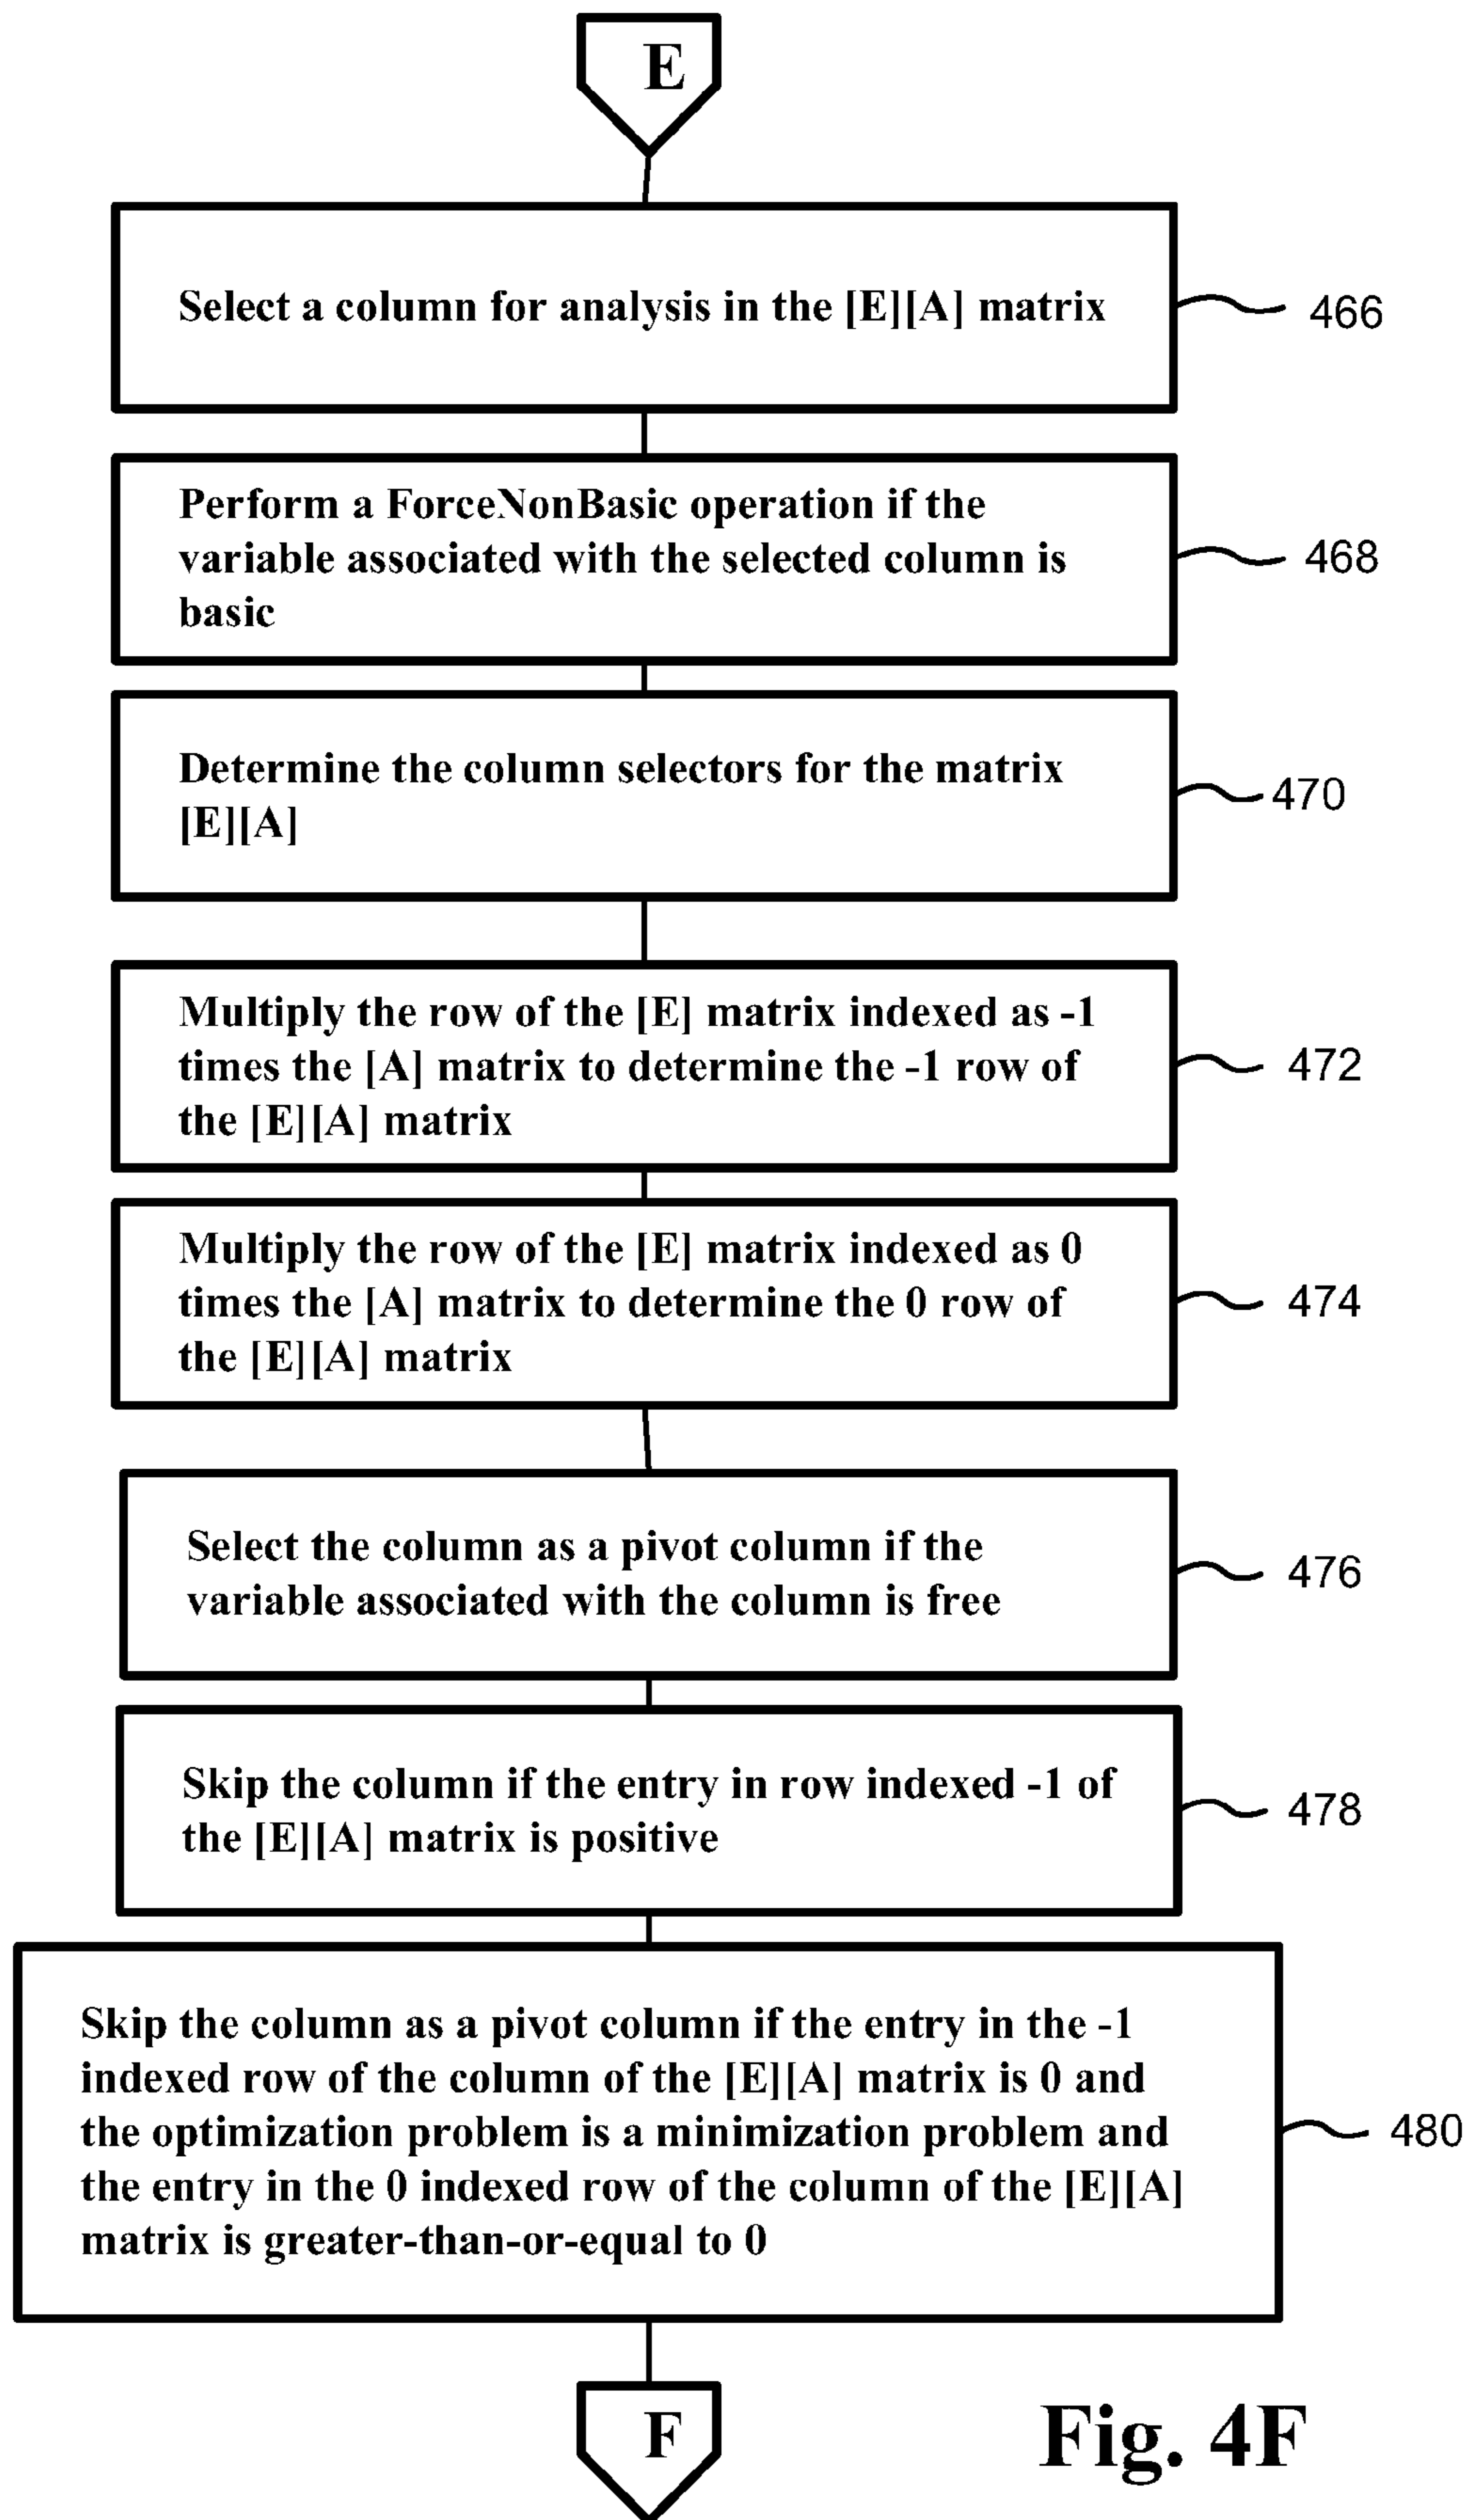 E
Select a column for analysis in the [E][A] matrix
466
Perform a ForceNonBasic operation if the
variable associated with the selected column is
basic
468
Determine the column selectors for the matrix
[E][A]
470
Multiply the row of the [E] matrix indexed as -1
times the [A] matrix to determine the -1 row of
the [E][A] matrix
472
Multiply the row of the [E] matrix indexed as 0
times the [A] matrix to determine the 0 row of
the [E][A] matrix
474
Select the column as a pivot column if the
variable associated with the column is free
476
Skip the column if the entry in row indexed -1 of
the [E][A] matrix is positive
478
Skip the column as a pivot column if the entry in the -1
indexed row of the column of the [E][A] matrix is 0 and
the optimization problem is a minimization problem and
the entry in the 0 indexed row of the column of the [E][A]
matrix is greater-than-or-equal to 0
480
F
Fig. 4F